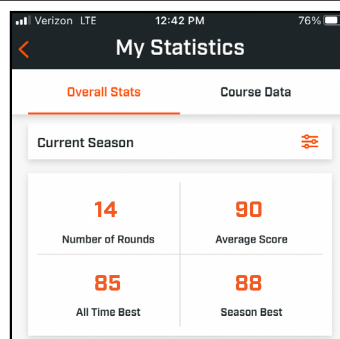 Verizon LTE 12:42 PM 76%
My Statistics
Overall Stats Course Data
Current Season
14 90
Number of Rounds Average Score
85 88
All Time Best Season Best